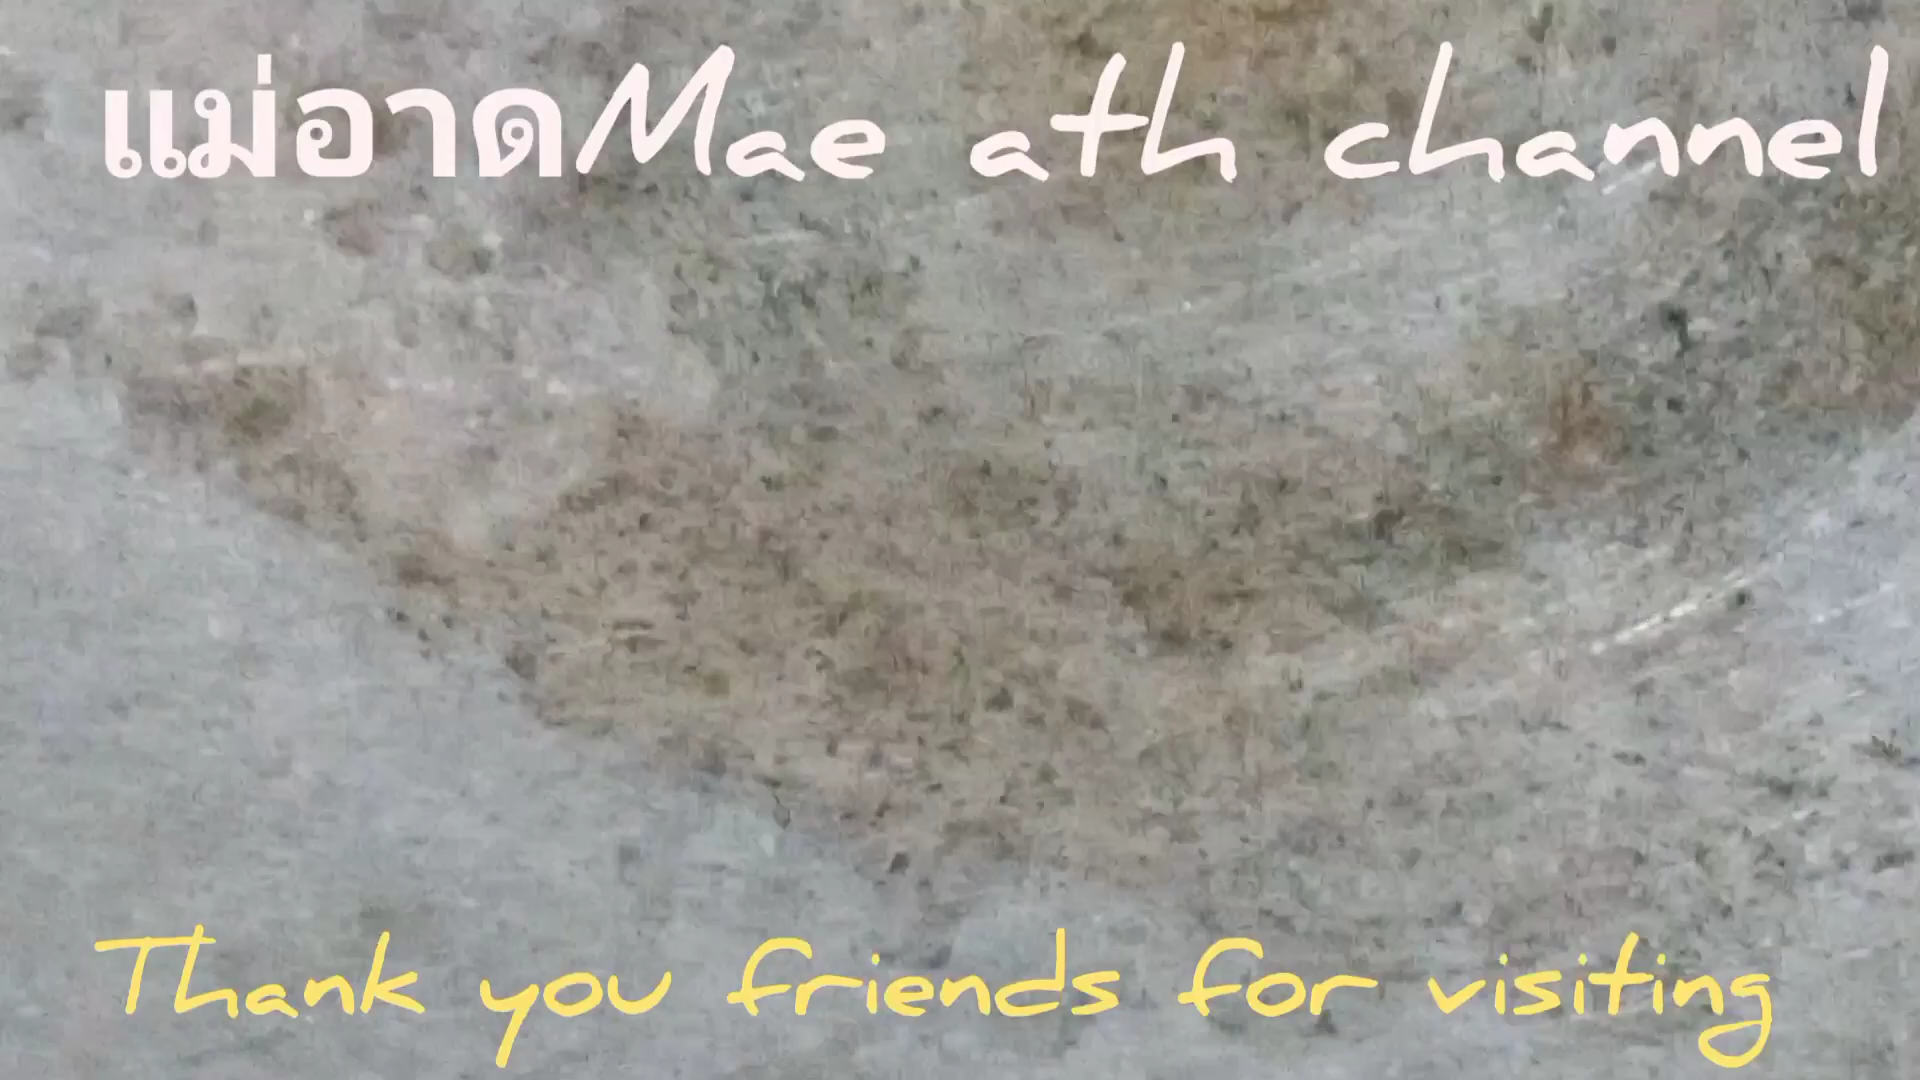 แม่อาดMae ath channel
Thank you friends for visiting